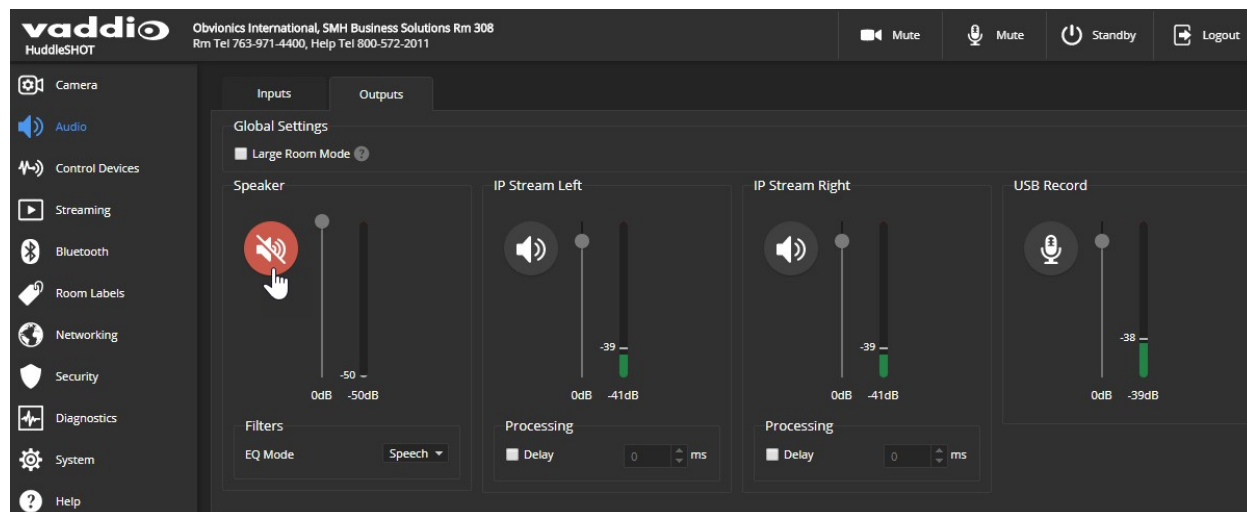 vaddio
HuddleSHOT
Obvionics International, SMH Business Solutions Rm 308
Rm Tel 763-971-4400, Help Tel 800-572-2011
Mute
Mute
Standby
Logout
Camera
Audio
Control Devices
Streaming
Bluetooth
Room Labels
Networking
Security
Diagnostics
System
? Help
Inputs
Outputs
Global Settings
Large Room Mode ?
Speaker
-50
0dB -50dB
Filters
EQ Mode Speech
IP Stream Left
-39
0dB -41dB
Processing
Delay 0 ms
IP Stream Right
-39
0dB -41dB
Processing
Delay 0 ms
USB Record
-38
0dB -39dB